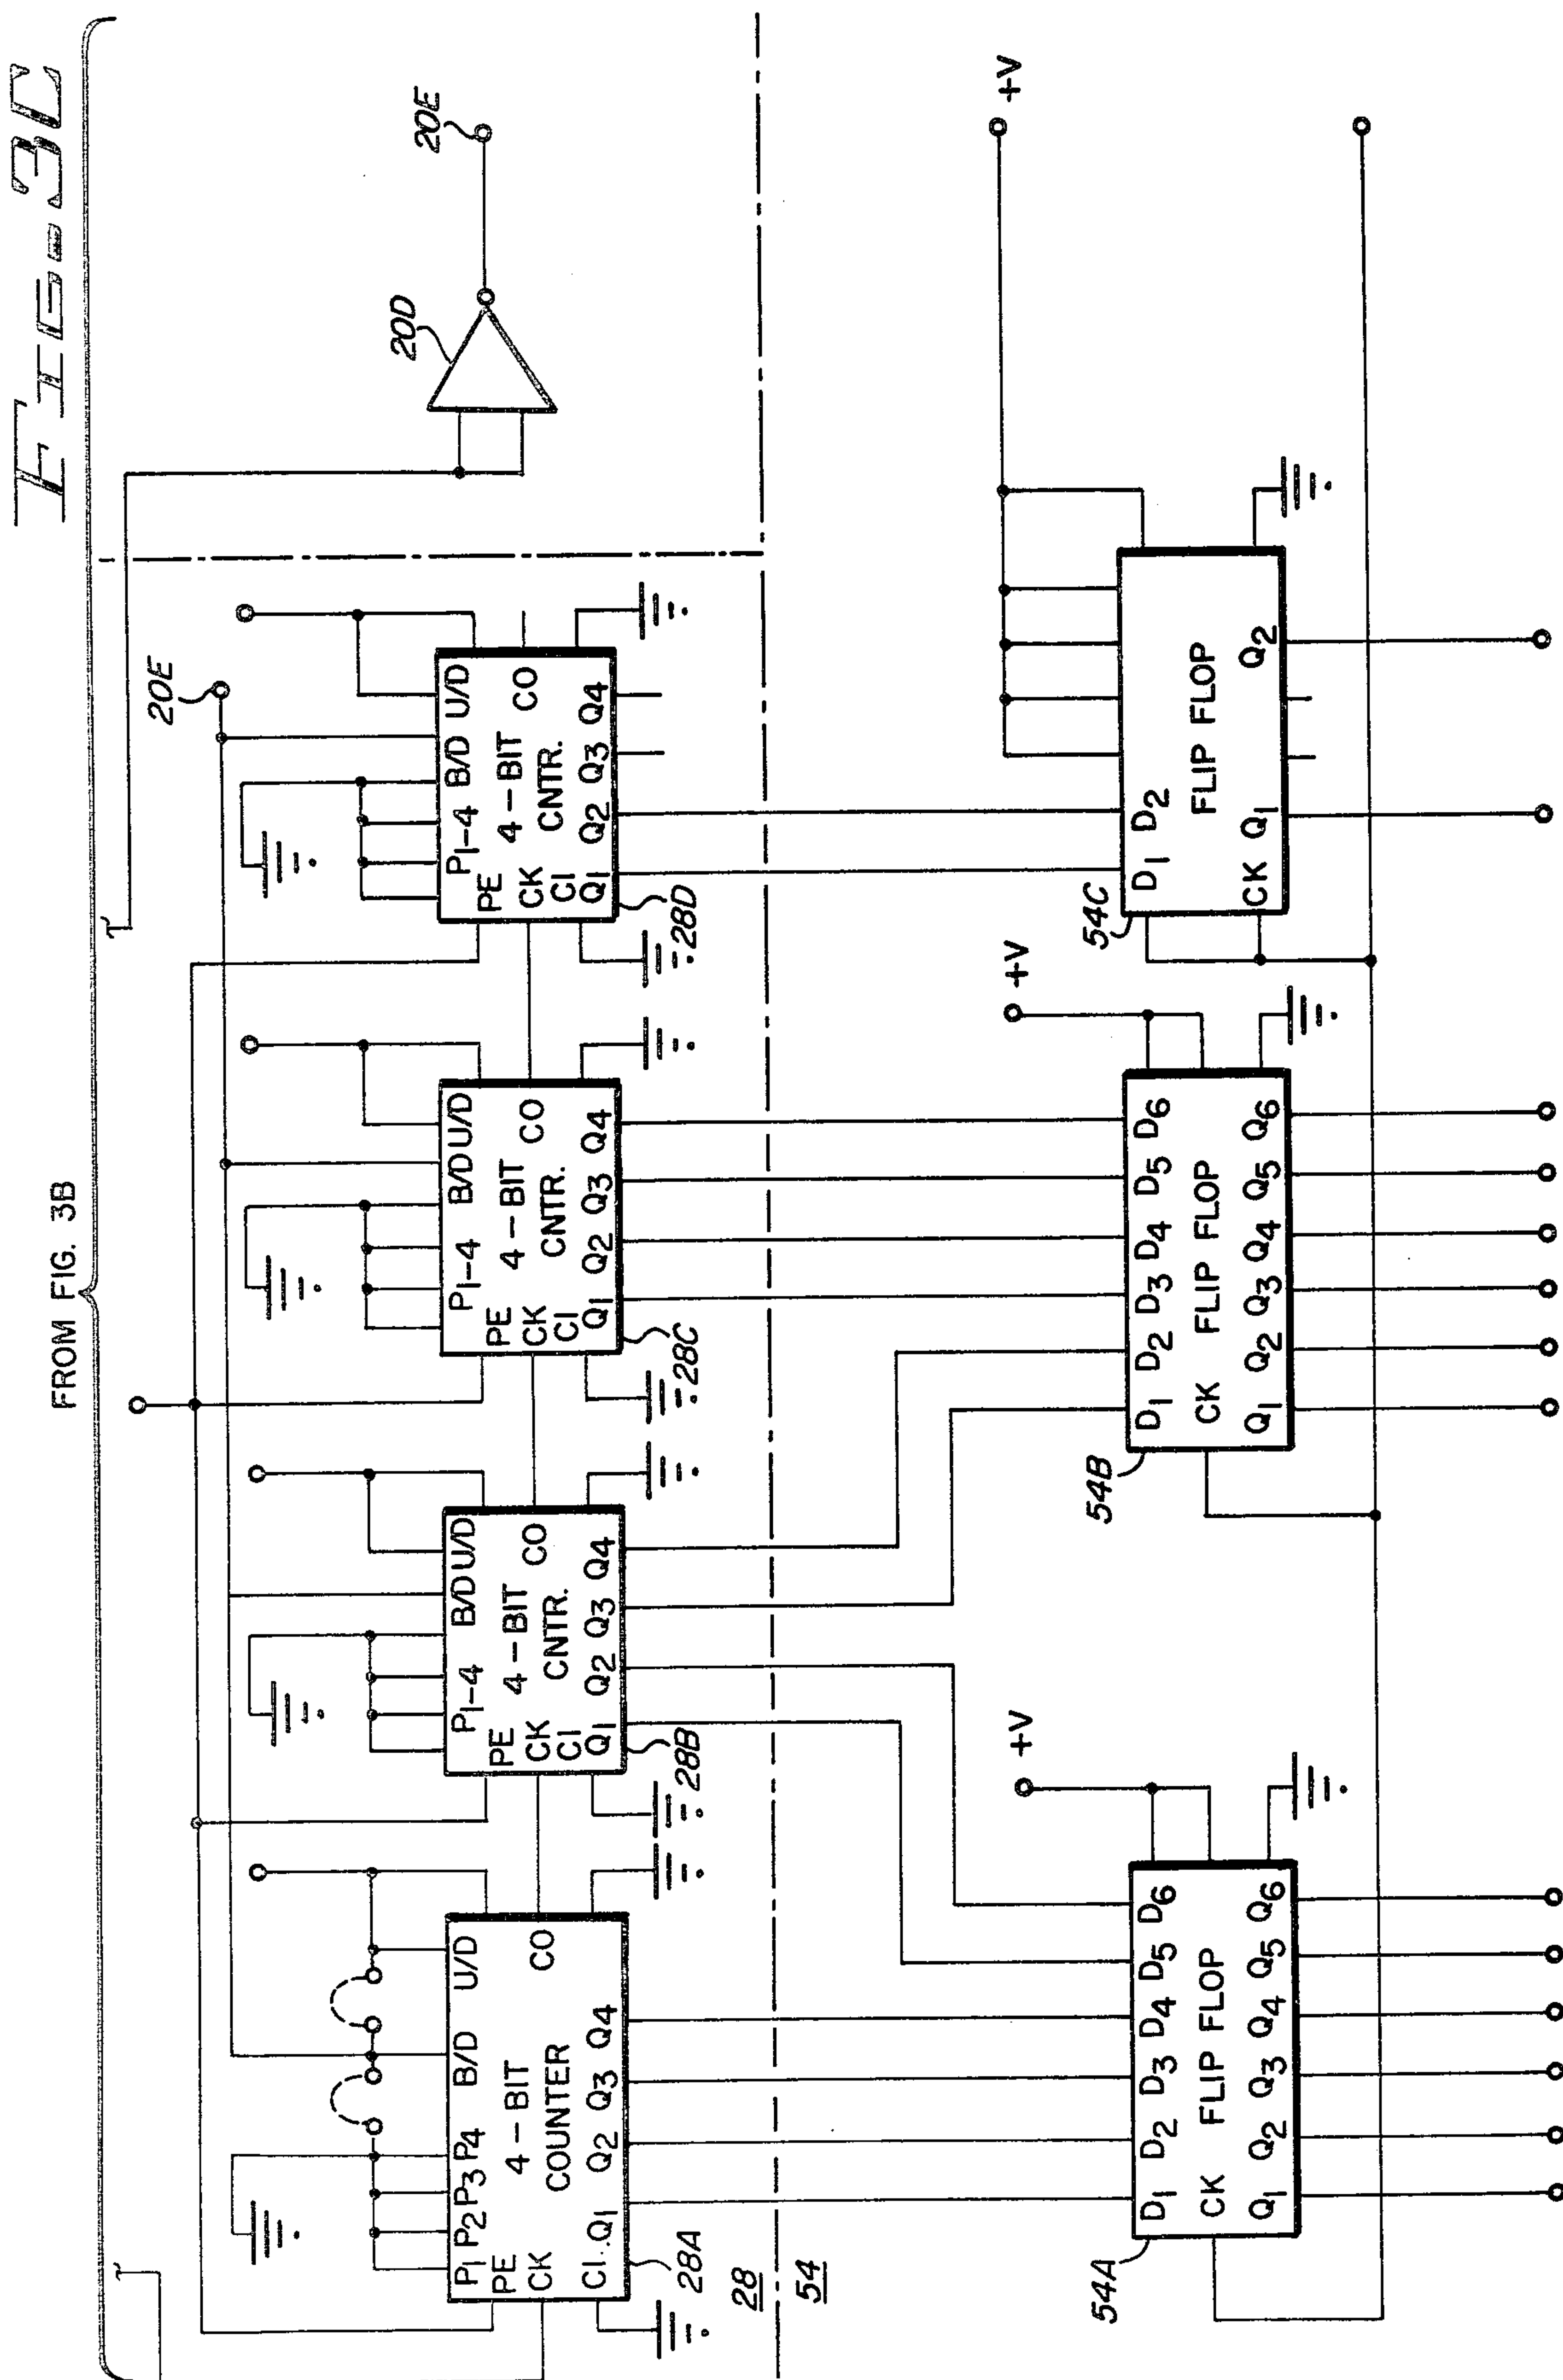 FIG-3C
FROM FIG. 3B
20D
20E
20E
P1 P2 P3 P4 B/D U/D
PE
CK
4-BIT
COUNTER
CO
CI Q1 Q2 Q3 Q4
28A
P1-4 B/D U/D
PE
4-BIT
CK
CNTR.
CO
CI
Q1 Q2 Q3 Q4
28B
P1-4 B/D U/D
PE
4-BIT
CK
CNTR.
CO
CI
Q1 Q2 Q3 Q4
28C
P1-4 B/D U/D
PE
4-BIT
CK
CNTR.
CO
CI
Q1 Q2 Q3 Q4
28D
28
54
+V
+V
+V
54A
D1 D2 D3 D4 D5 D6
CK FLIP FLOP
Q1 Q2 Q3 Q4 Q5 Q6
54B
D1 D2 D3 D4 D5 D6
CK FLIP FLOP
Q1 Q2 Q3 Q4 Q5 Q6
54C
D1 D2
FLIP FLOP
CK Q1 Q2